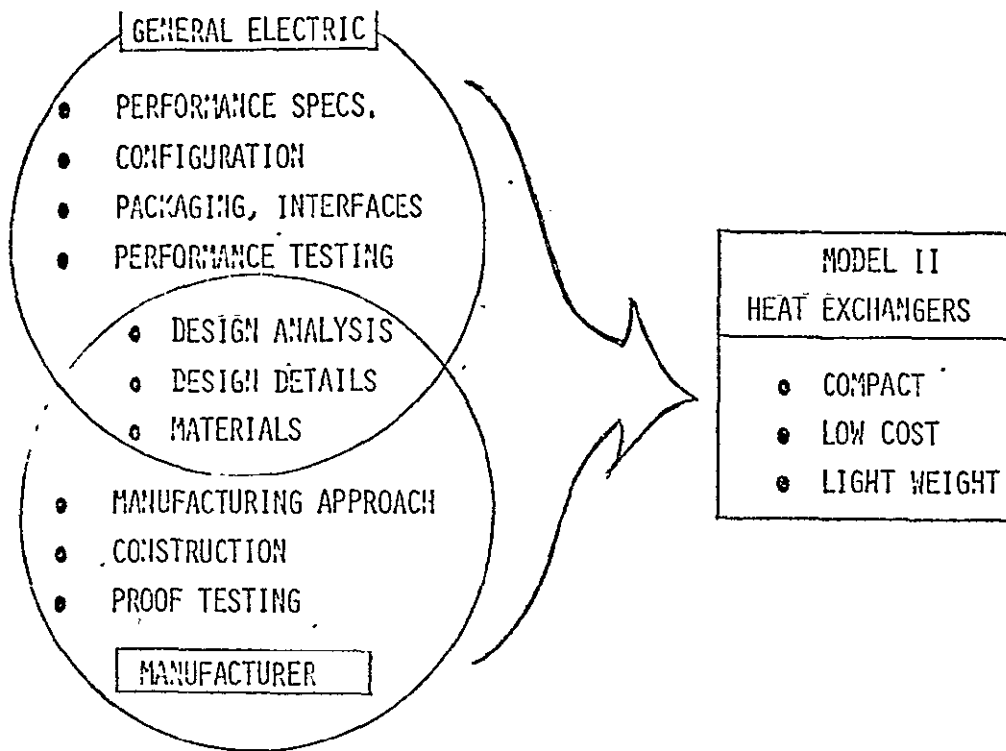 GENERAL ELECTRIC
• PERFORMANCE SPECS.
• CONFIGURATION
• PACKAGING, INTERFACES
• PERFORMANCE TESTING
• DESIGN ANALYSIS
• DESIGN DETAILS
• MATERIALS
• MANUFACTURING APPROACH
• CONSTRUCTION
• PROOF TESTING
MANUFACTURER
MODEL II
HEAT EXCHANGERS
• COMPACT
• LOW COST
• LIGHT WEIGHT